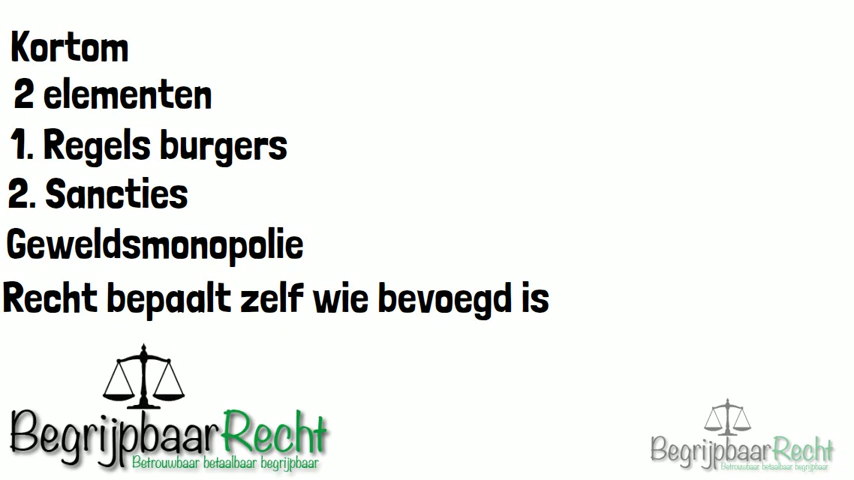 Kortom
2 elementen
1. Regels burgers
2. Sancties
Geweldsmonopolie
Recht bepaalt zelf wie bevoegd is
BegrijpbaarRecht
Betrouwbaar betaalbaar begrijpbaar
BegrijpbaarRecht
Betrouwbaar betaalbaar begrijpbaar